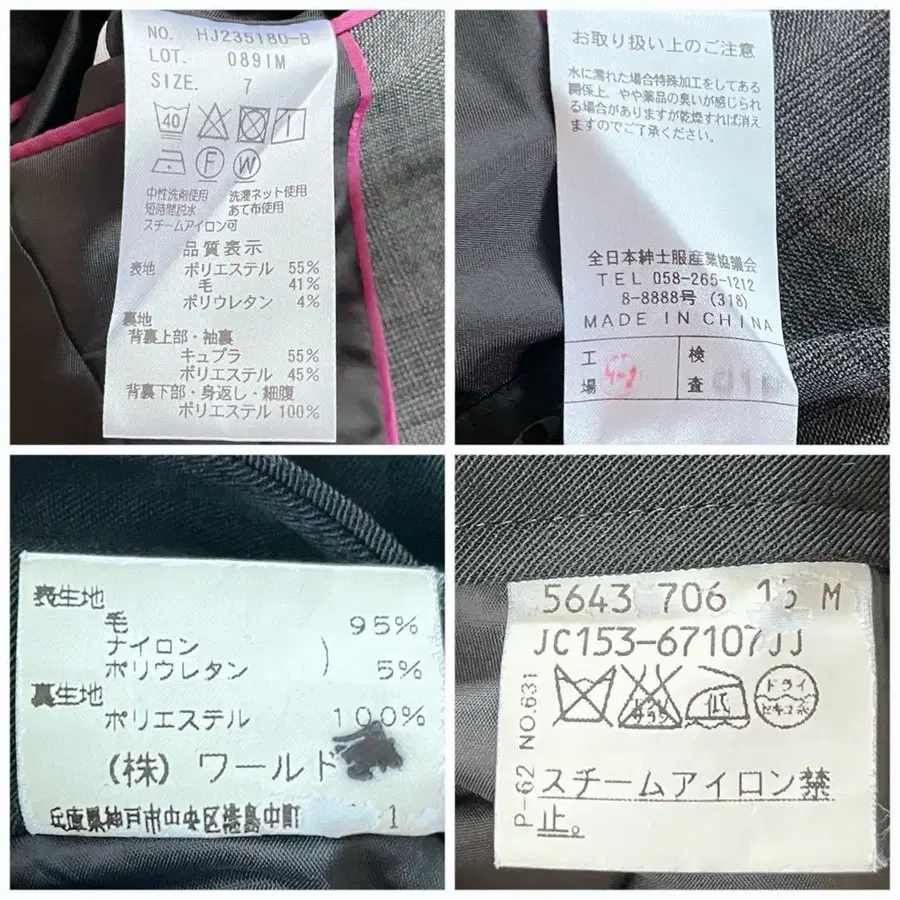 NO. HJ235180-B
LOT. 0891M
SIZE. 7
40
F W
中性洗剤使用 洗濯ネット使用
短時間脱水 あて布使用
スチームアイロン可
品質表示
表地 ポリエステル 55%
毛 41%
ポリウレタン 4%
裏地
背裏上部・袖裏
キュプラ 55%
ポリエステル 45%
背裏下部・身返し・細腹
ポリエステル 100%
お取り扱い上のご注意
水に濡れた場合特殊加工をしてある
関係上、やや薬品の臭いが感じられ
る場合がありますが乾燥すれば消え
ますのでご了承ください。
全日本紳士服産業協議会
TEL 058-265-1212
8-8888号 (318)
MADE IN CHINA
工場
検査
表生地
毛 95%
ナイロン
ポリウレタン ) 5%
裏生地
ポリエステル 100%
(株) ワールド
兵庫県神戸市中央区港島中町 1
5643 706 M
JC153-67107JJ
エンソサラシ
低
ドライ
セキユ系
P-62 NO.631
スチームアイロン禁
止。